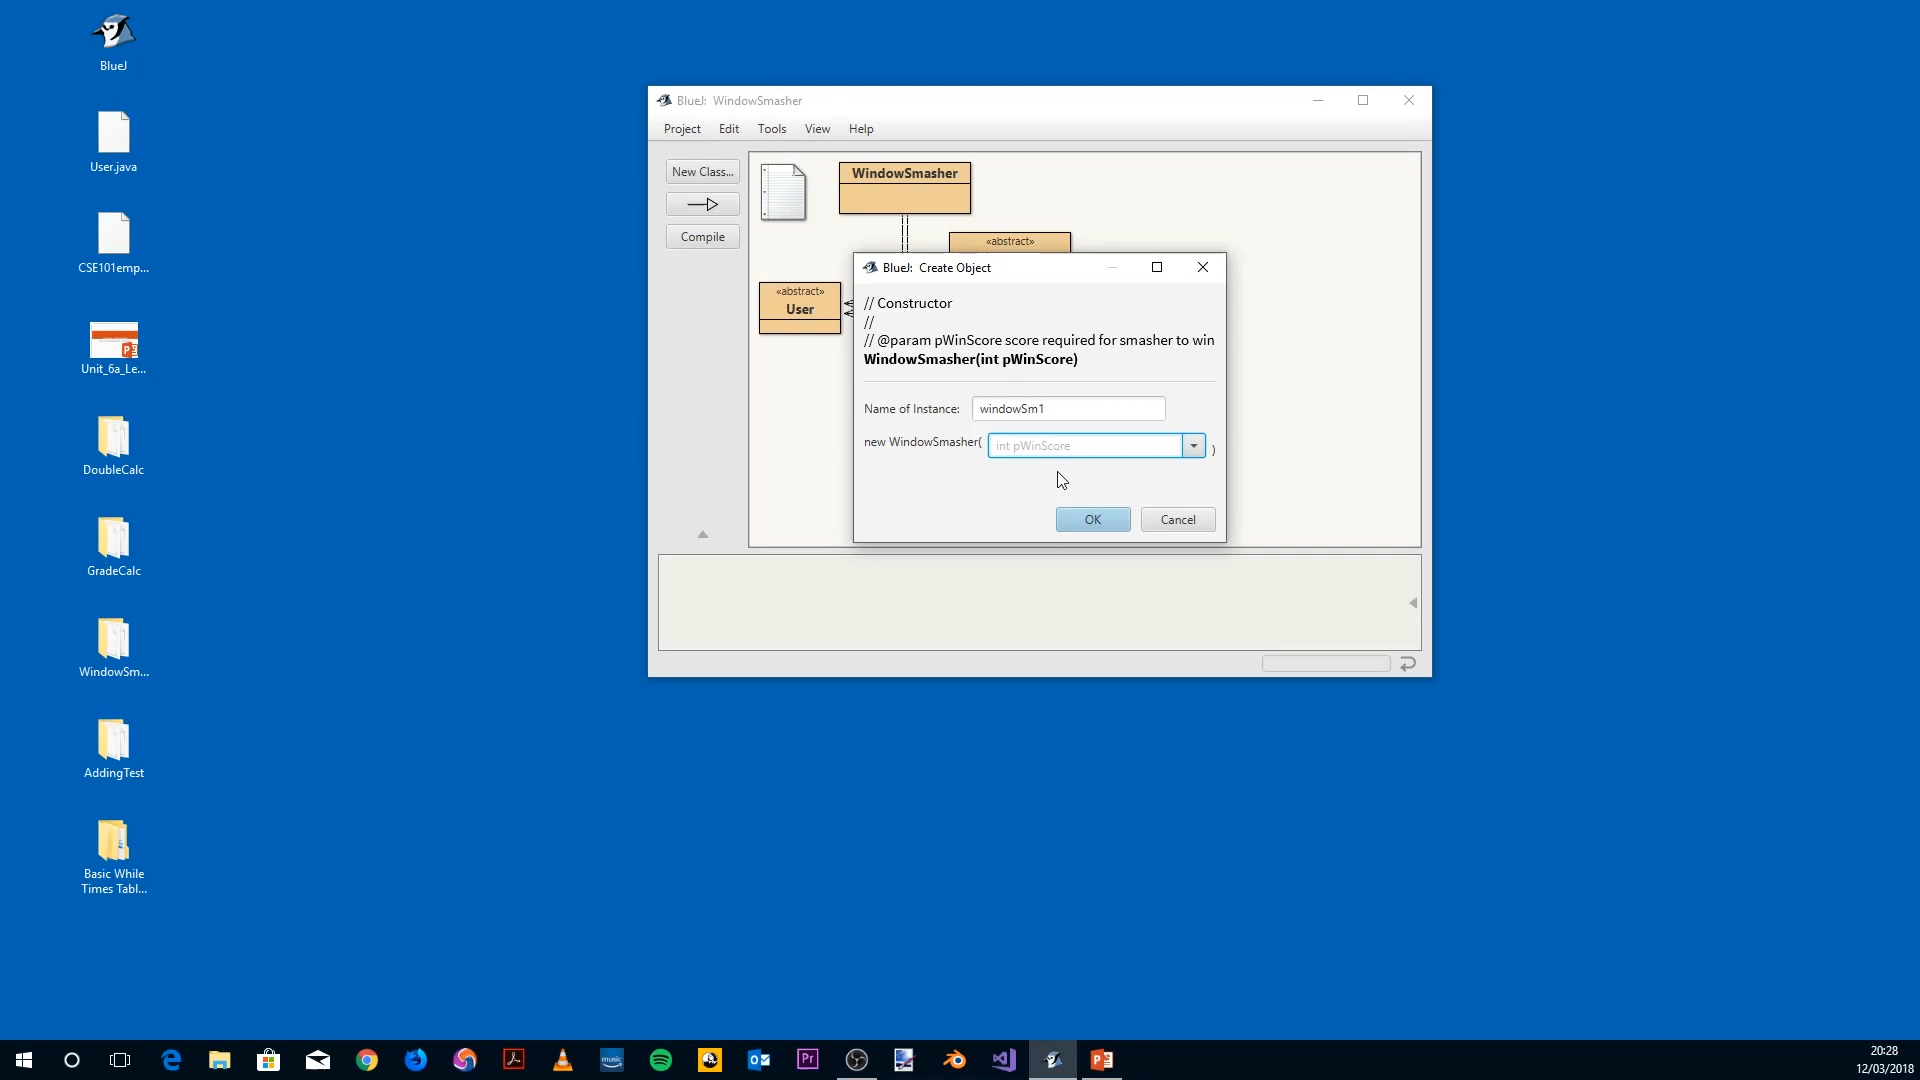 BlueJ
User.java
CSE101emp...
Unit_6a_Le...
DoubleCalc
GradeCalc
WindowSm...
AddingTest
Basic While
Times Tabl...
BlueJ: WindowSmasher
Project Edit Tools View Help
New Class...
Compile
WindowSmasher
«abstract»
«abstract»
User
BlueJ: Create Object
// Constructor
//
// @param pWinScore score required for smasher to win
WindowSmasher(int pWinScore)
Name of Instance: windowSm1
new WindowSmasher( int pWinScore )
OK Cancel
music
Pr
20:28
12/03/2018